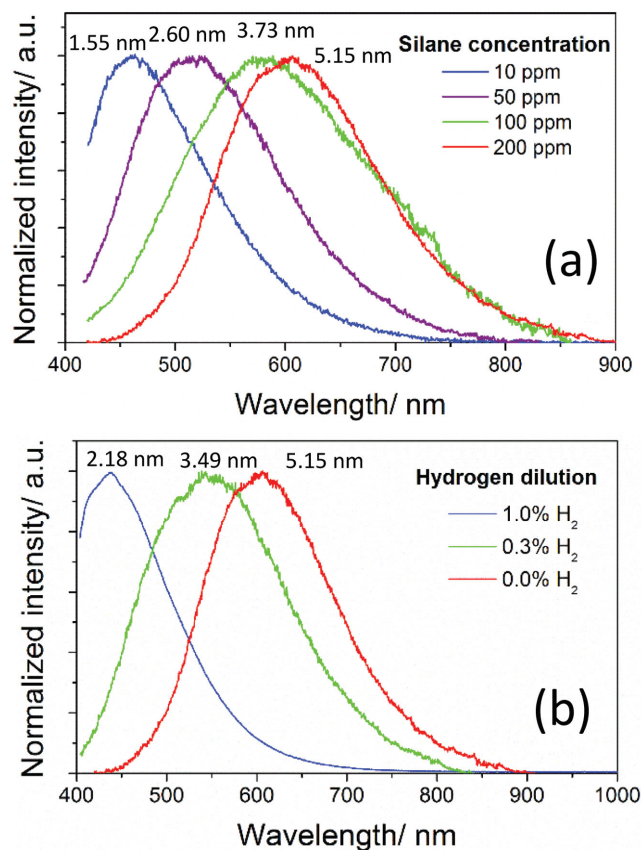 1.55 nm 2.60 nm 3.73 nm 5.15 nm
Silane concentration
10 ppm
50 ppm
100 ppm
200 ppm
(a)
Normalized intensity/ a.u.
400 500 600 700 800 900
Wavelength/ nm
2.18 nm 3.49 nm 5.15 nm
Hydrogen dilution
1.0% H₂
0.3% H₂
0.0% H₂
(b)
Normalized intensity/ a.u.
400 500 600 700 800 900 1000
Wavelength/ nm